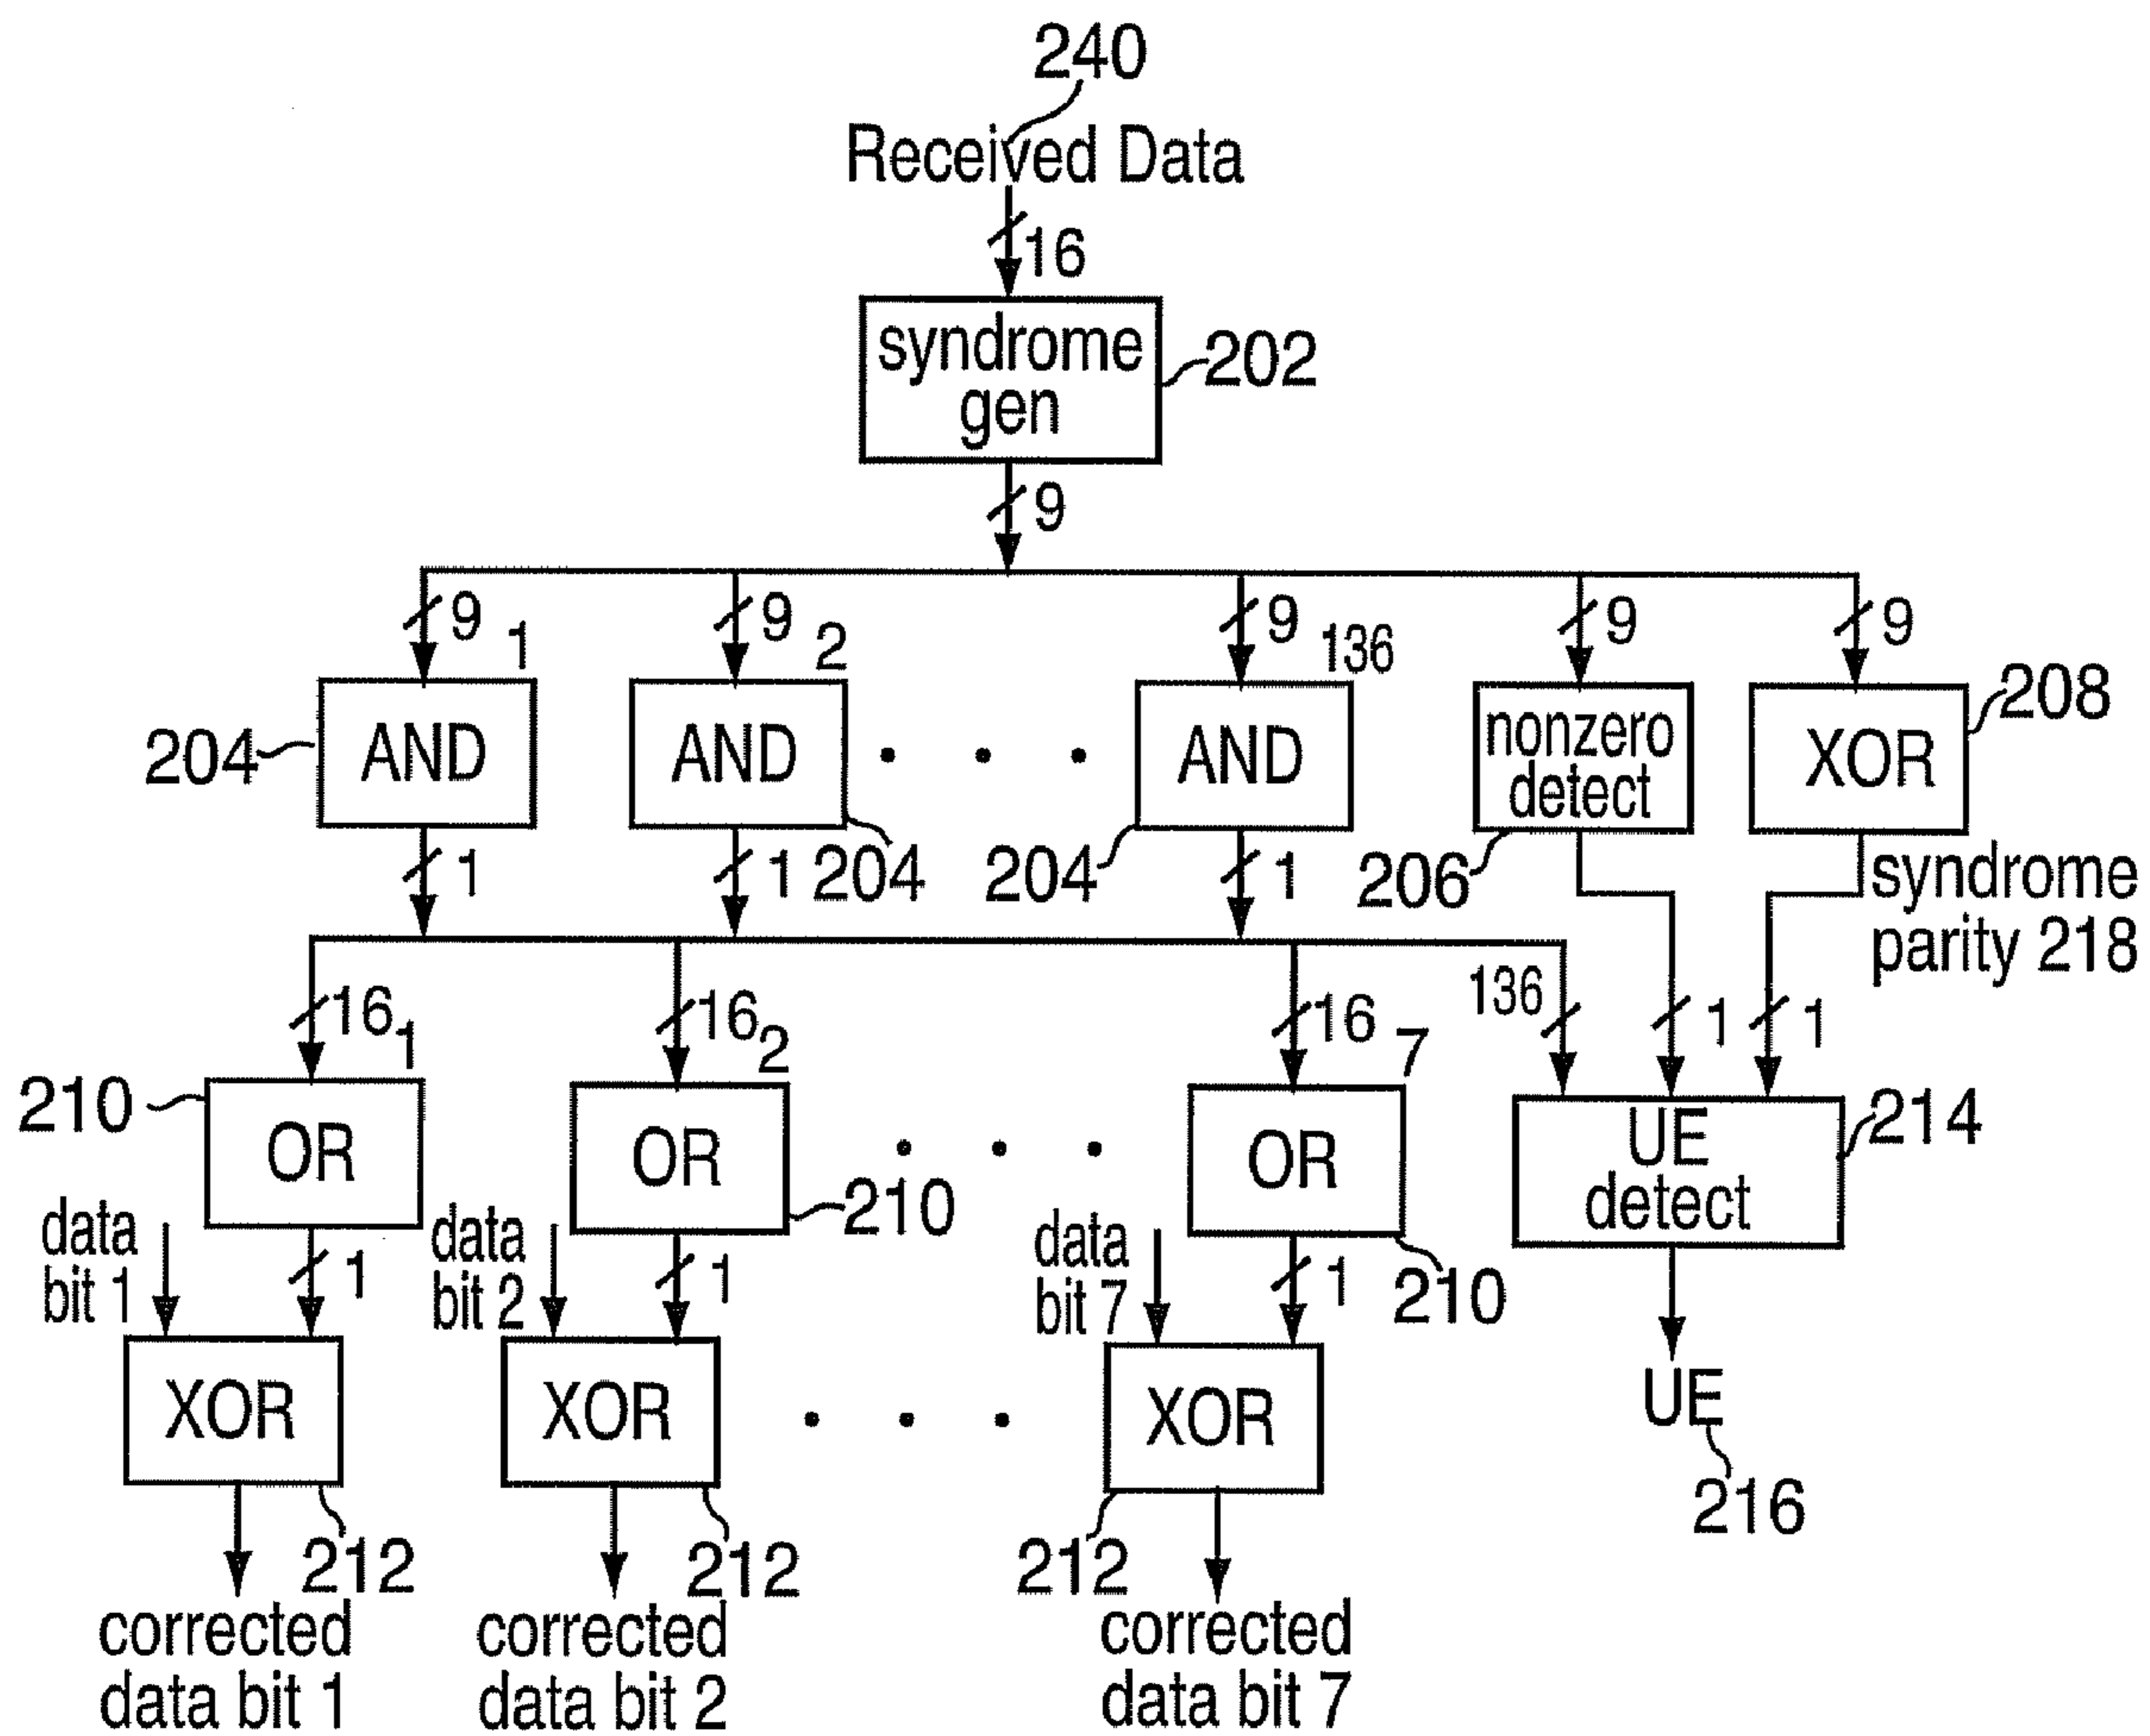 240
Received Data
16
syndrome
gen
202
9
9
1
9
2
9
136
9
9
204
AND
AND
AND
nonzero
detect
XOR
208
1
1
204
204
1
206
syndrome
parity 218
16
1
16
2
16
7
136
1
1
210
OR
OR
210
OR
210
UE
detect
214
data
bit 1
1
data
bit 2
1
data
bit 7
1
XOR
XOR
XOR
UE
216
212
212
212
corrected
data bit 1
corrected
data bit 2
corrected
data bit 7